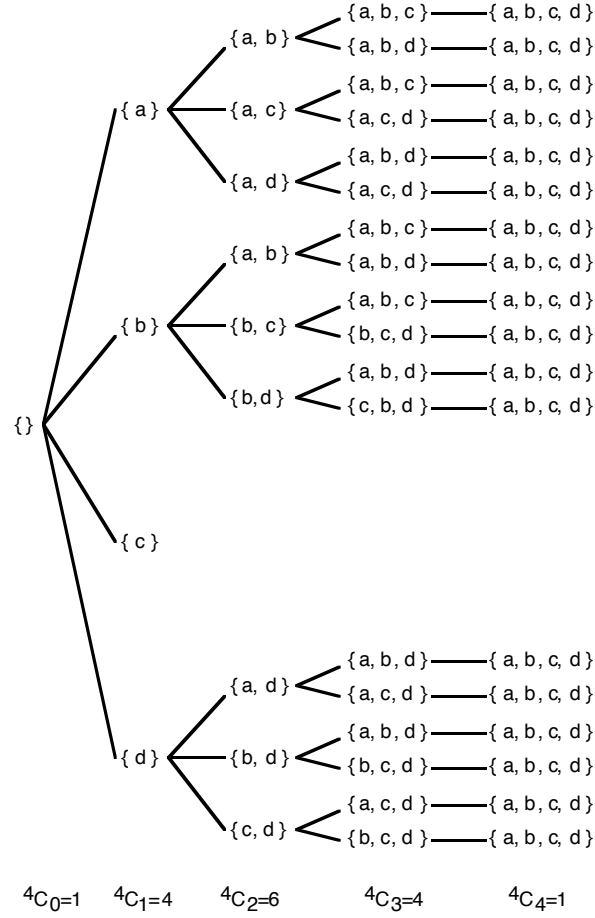 {a, b, c} { a, b, c, d }
{a, b}
{a, b, d} { a, b, c, d }
{a, b, c} { a, b, c, d }
{ a } {a, c}
{a, c, d } { a, b, c, d }
{a, b, d} { a, b, c, d }
{a, d}
{a, c, d } { a, b, c, d }
{a, b, c} { a, b, c, d }
{a, b}
{a, b, d} { a, b, c, d }
{a, b, c} { a, b, c, d }
{ b } {b, c}
{b, c, d } { a, b, c, d }
{a, b, d} { a, b, c, d }
{b,d}
{c, b, d } { a, b, c, d }
{}
{ c }
{a, b, d} { a, b, c, d }
{a, d}
{a, c, d } { a, b, c, d }
{a, b, d} { a, b, c, d }
{ d } {b, d}
{b, c, d } { a, b, c, d }
{a, c, d } { a, b, c, d }
{c, d}
{b, c, d } { a, b, c, d }
⁴C₀=1 ⁴C₁=4 ⁴C₂=6 ⁴C₃=4 ⁴C₄=1